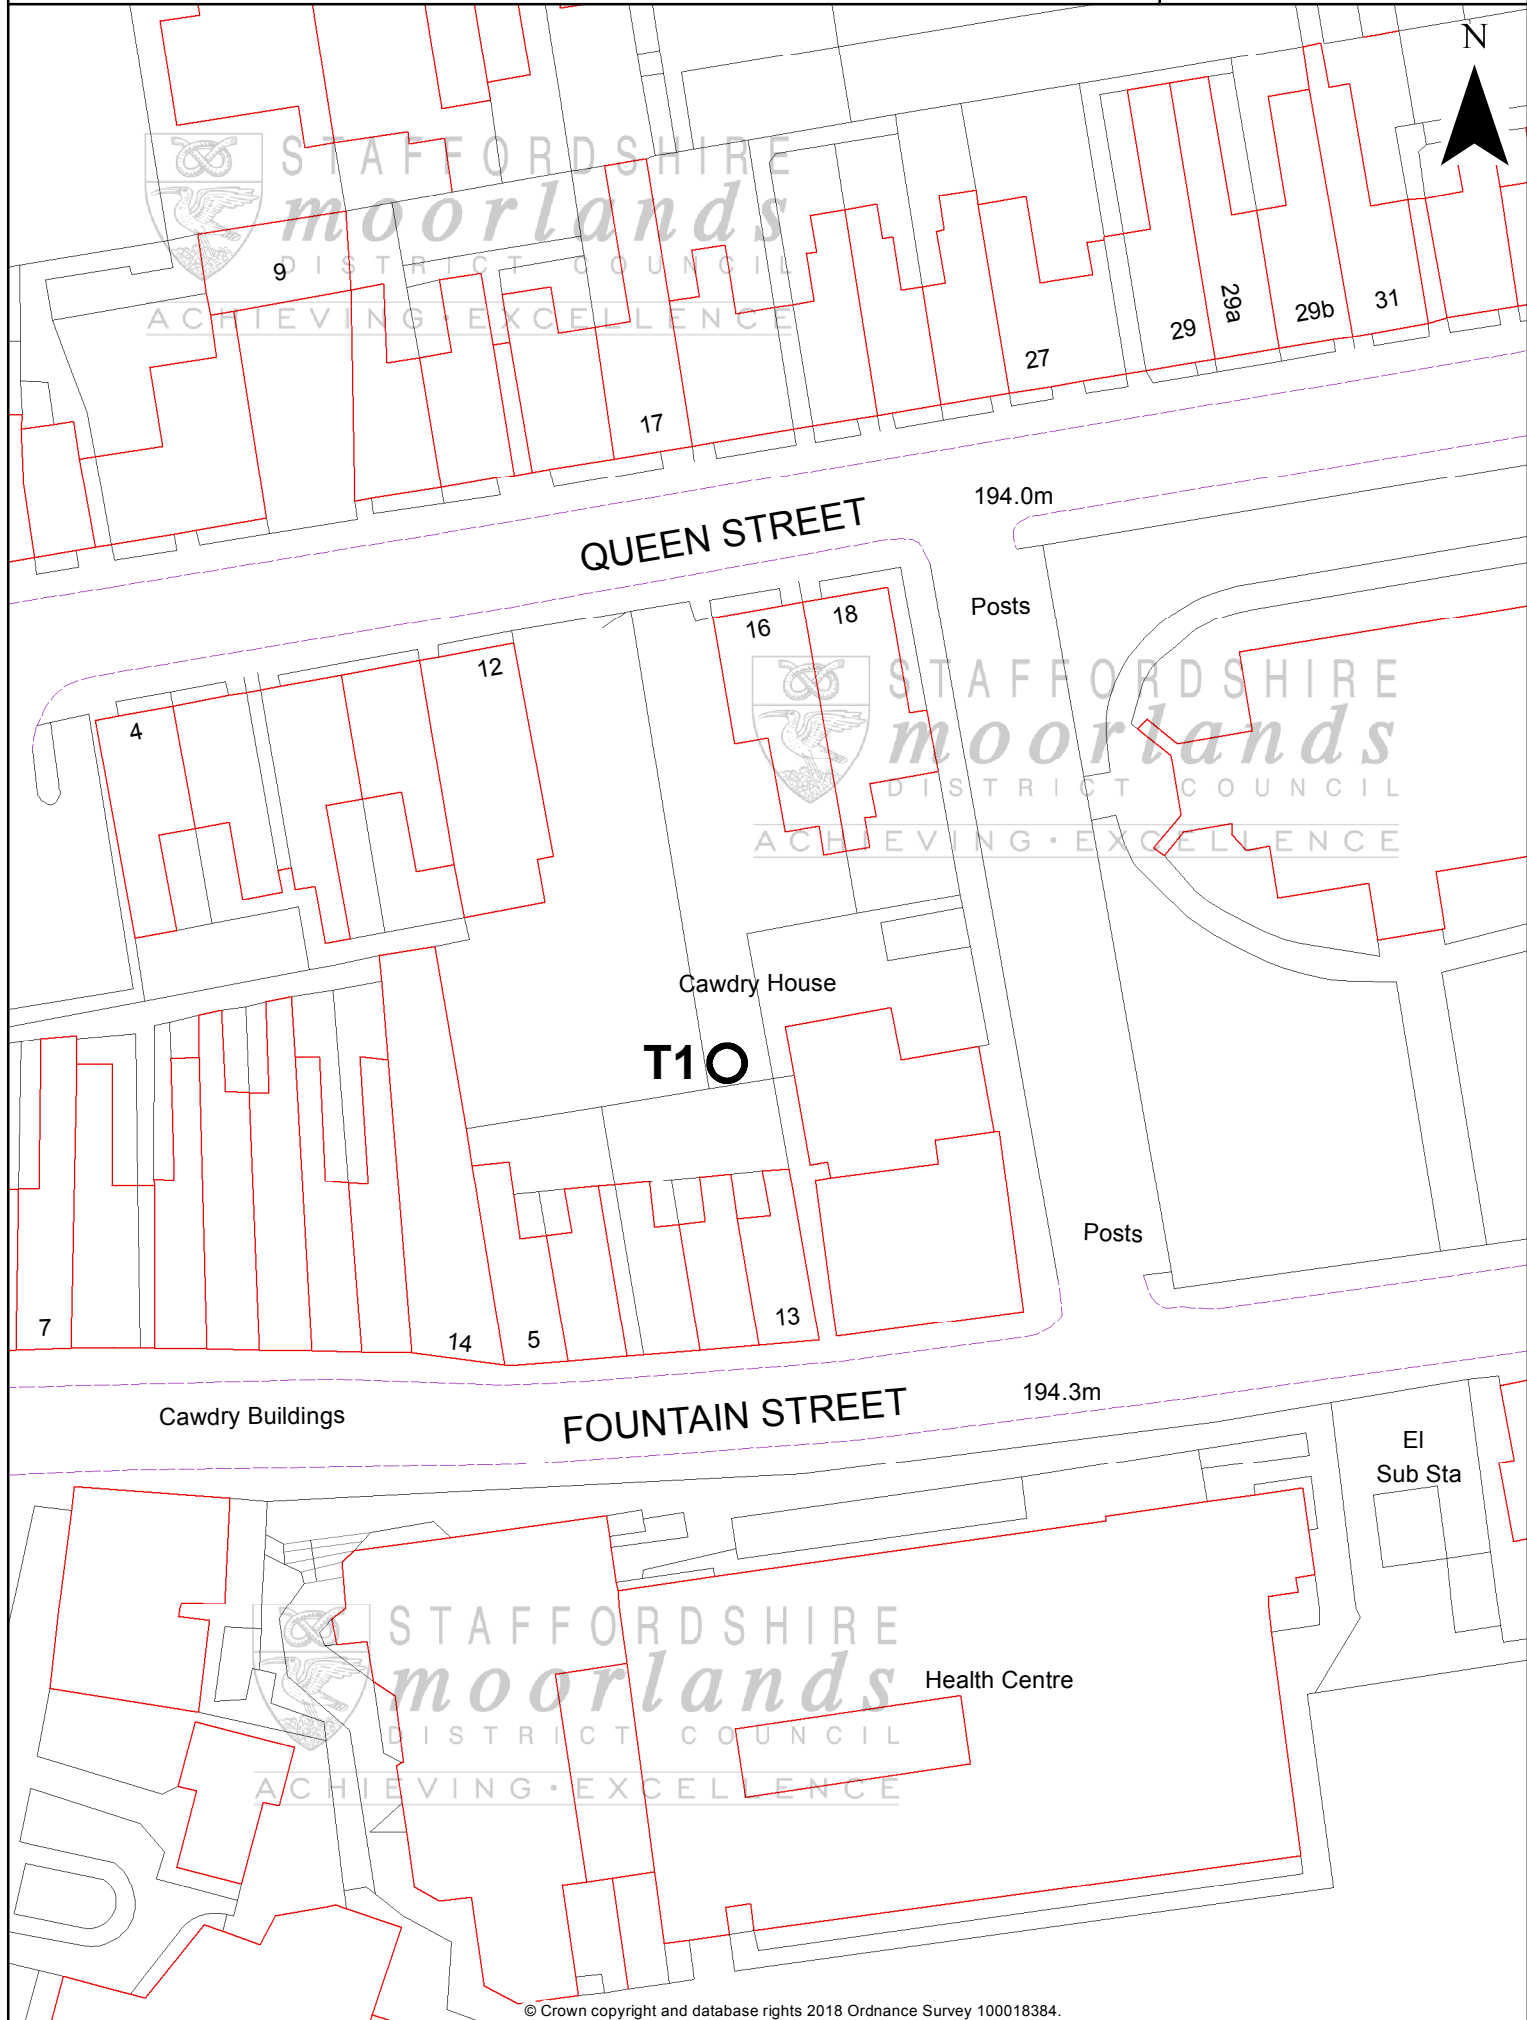 N
STAFFORDSHIRE
moorlands
DISTRICT COUNCIL
ACHIEVING · EXCELLENCE
9
17
27
29
29a
29b
31
QUEEN STREET
194.0m
Posts
16
18
12
4
STAFFORDSHIRE
moorlands
DISTRICT COUNCIL
ACHIEVING · EXCELLENCE
Cawdry House
T1
Posts
7
14
5
13
Cawdry Buildings
FOUNTAIN STREET
194.3m
El
Sub Sta
STAFFORDSHIRE
moorlands
DISTRICT COUNCIL
ACHIEVING · EXCELLENCE
Health Centre
© Crown copyright and database rights 2018 Ordnance Survey 100018384.